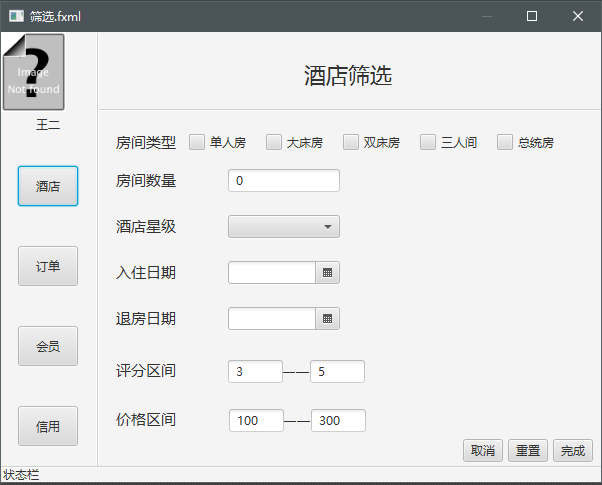 筛选.fxml
Image
Not found
王二
酒店
订单
会员
信用
酒店筛选
房间类型 单人房 大床房 双床房 三人间 总统房
房间数量 0
酒店星级
入住日期
退房日期
评分区间 3 —— 5
价格区间 100 —— 300
取消 重置 完成
状态栏